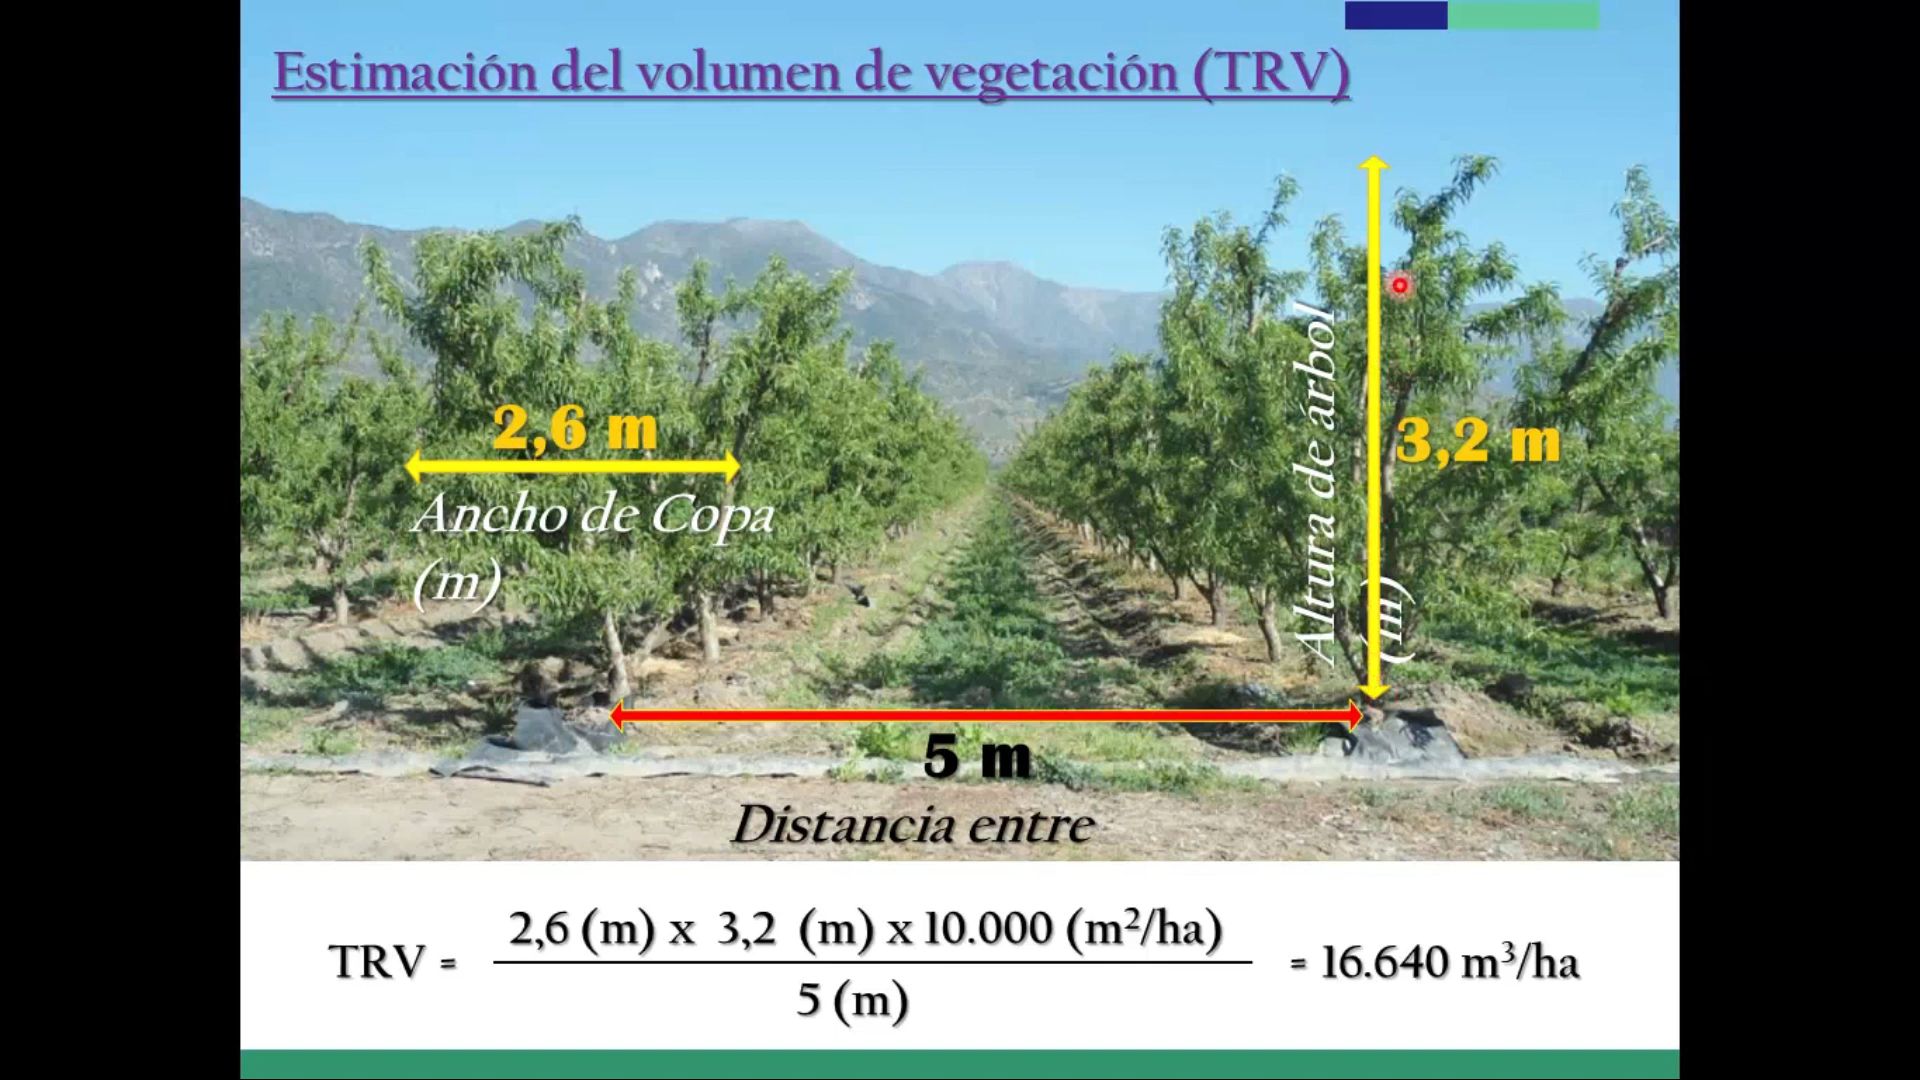 Estimación del volumen de vegetación (TRV)
2,6 m
Ancho de Copa
(m)
Altura de árbol
(m)
3,2 m
5 m
Distancia entre
TRV = 2,6 (m) x 3,2 (m) x 10.000 (m²/ha) = 16.640 m³/ha
5 (m)